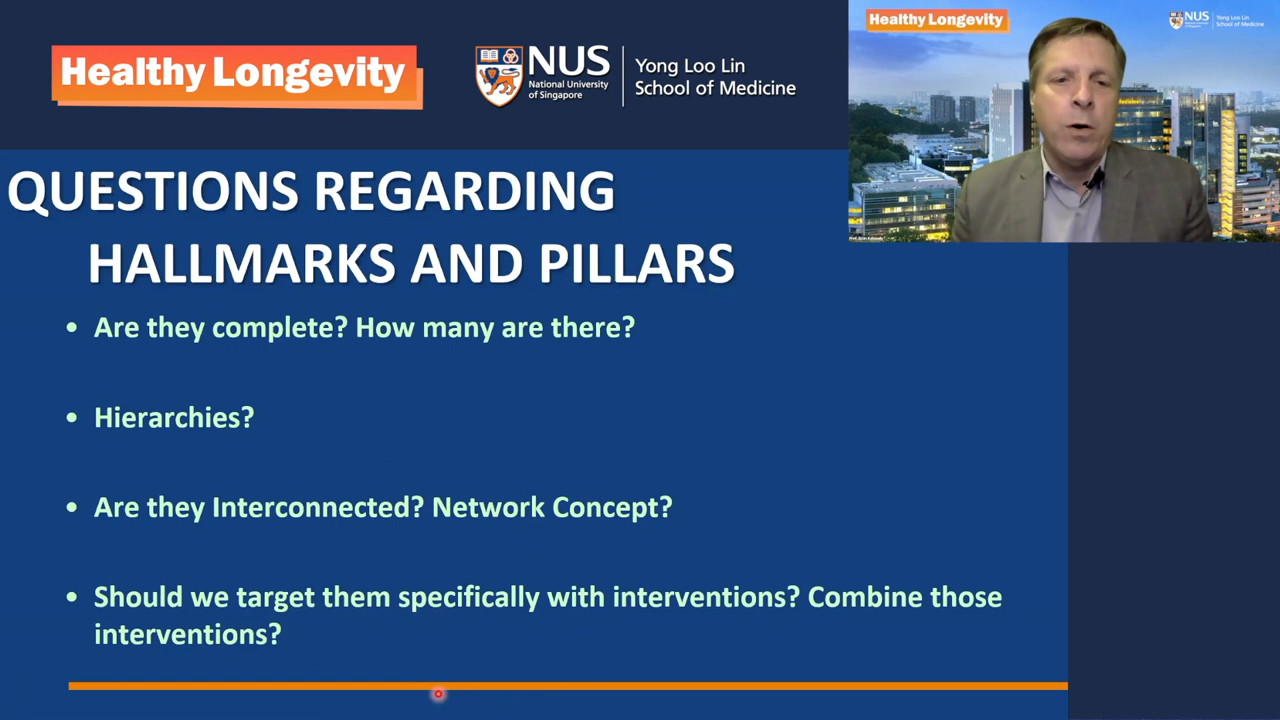 Healthy Longevity
NUS
National University
of Singapore
Yong Loo Lin
School of Medicine
Healthy Longevity
NUS
Yong Loo Lin
School of Medicine
QUESTIONS REGARDING
HALLMARKS AND PILLARS
• Are they complete? How many are there?
• Hierarchies?
• Are they Interconnected? Network Concept?
• Should we target them specifically with interventions? Combine those
interventions?